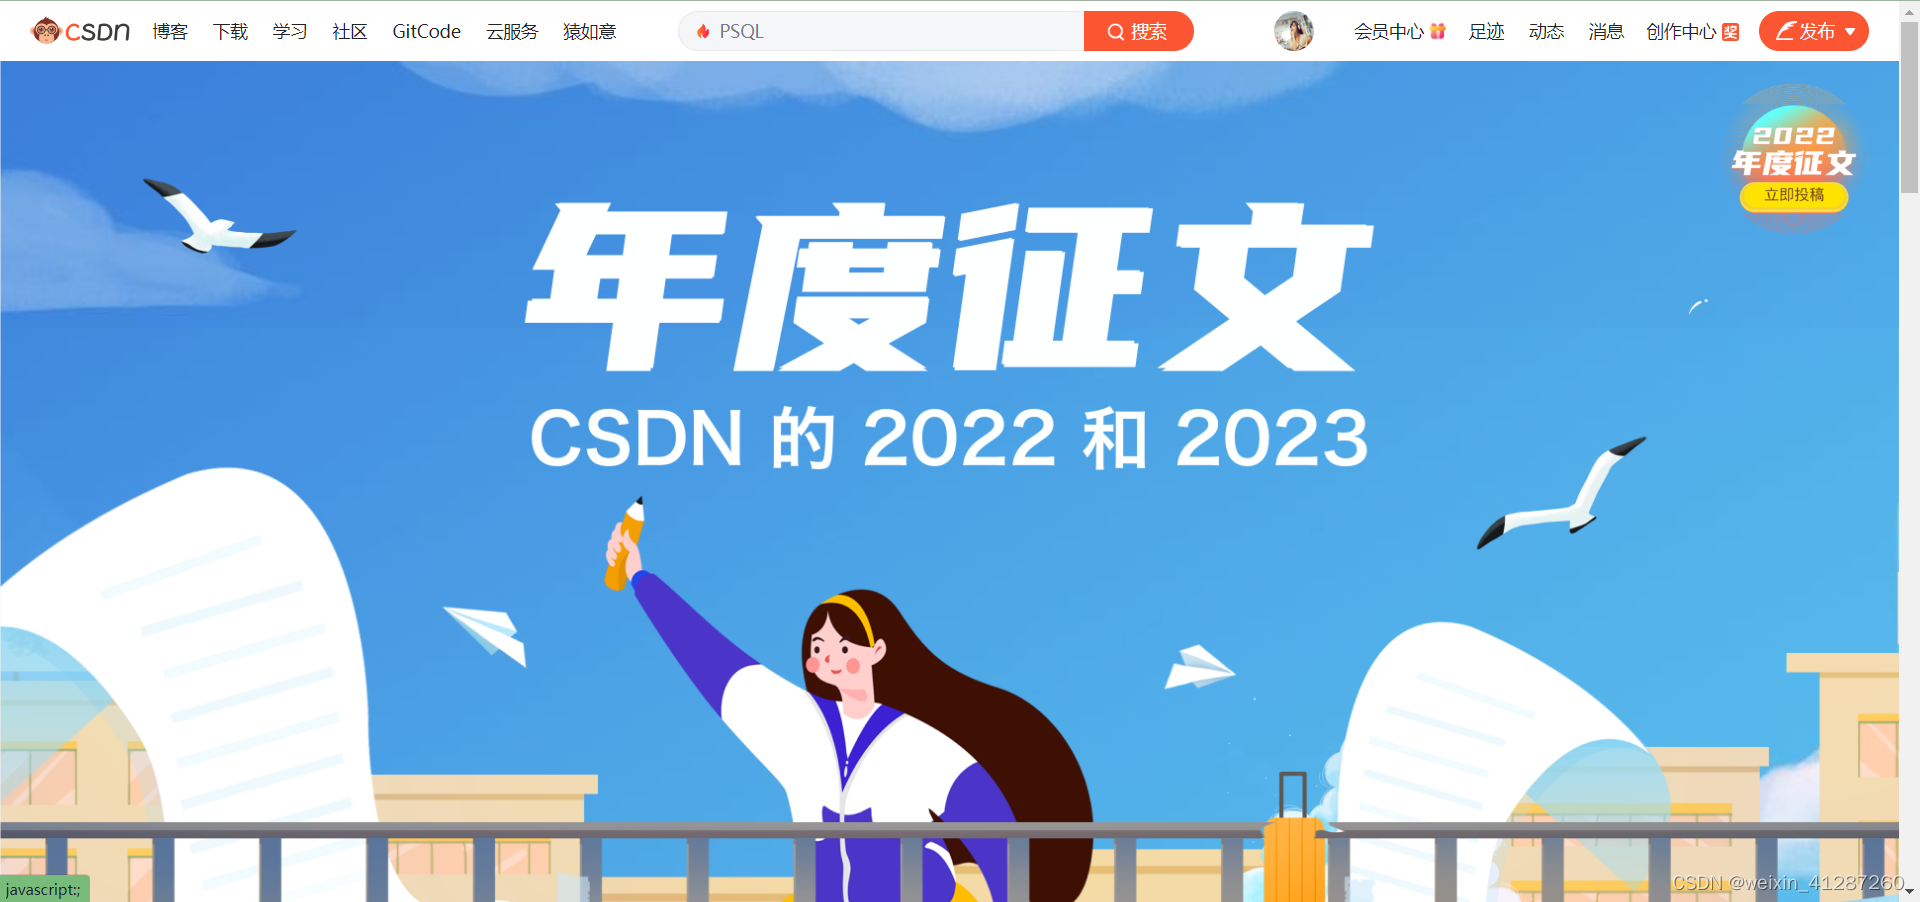 CSDN 博客 下载 学习 社区 GitCode 云服务 猿如意 PSQL 搜索 会员中心 足迹 动态 消息 创作中心 奖 发布
2022
年度征文
立即投稿
年度征文
CSDN 的 2022 和 2023
javascript:;
CSDN @weixin_41287260